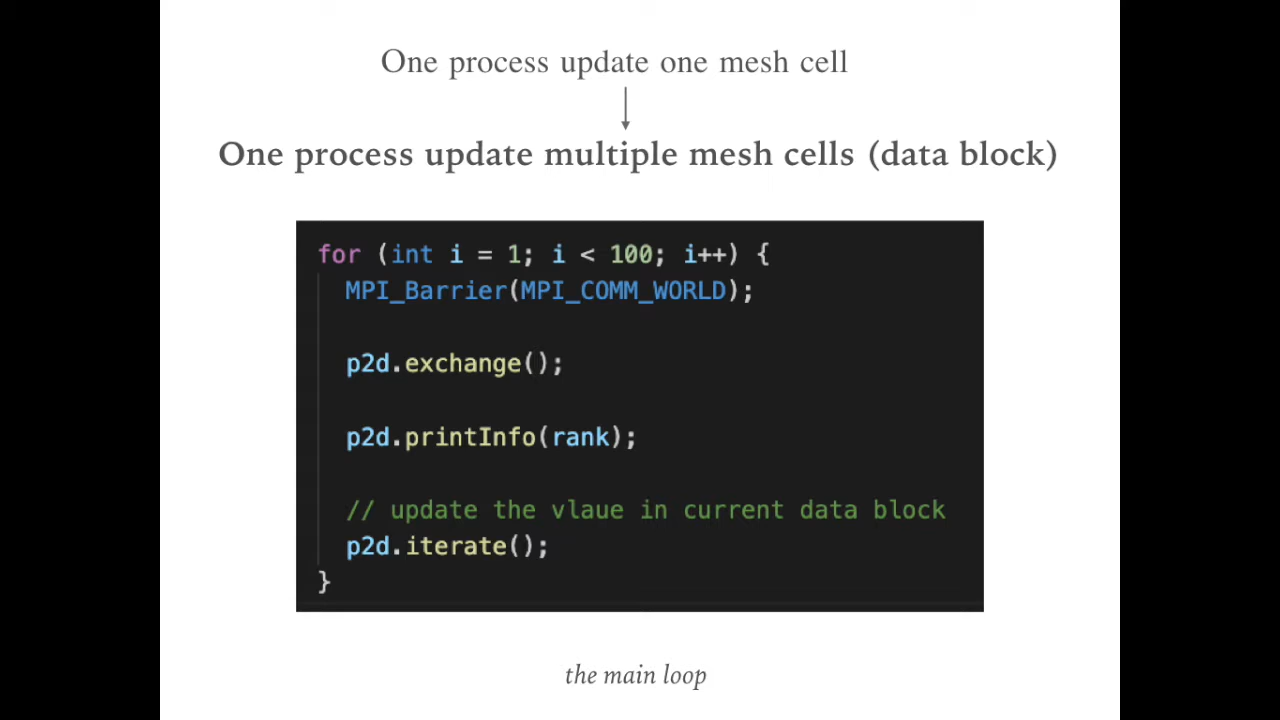 One process update one mesh cell
One process update multiple mesh cells (data block)
for (int i = 1; i < 100; i++) {
MPI_Barrier(MPI_COMM_WORLD);
p2d.exchange();
p2d.printInfo(rank);
// update the vlaue in current data block
p2d.iterate();
}
the main loop